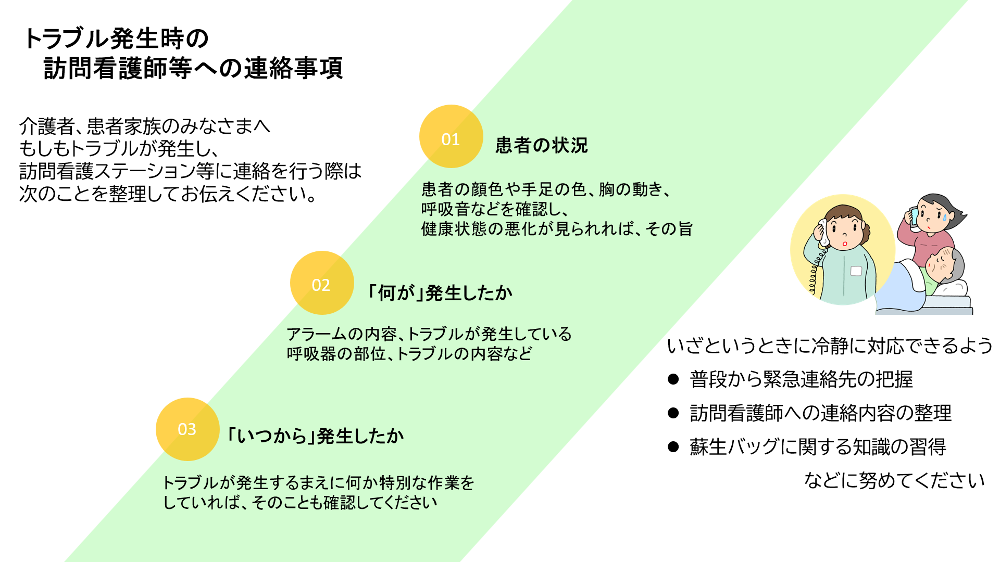 トラブル発生時の
訪問看護師等への連絡事項
介護者、患者家族のみなさまへ
もしもトラブルが発生し、
訪問看護ステーション等に連絡を行う際は
次のことを整理してお伝えください。
01
患者の状況
患者の顔色や手足の色、胸の動き、
呼吸音などを確認し、
健康状態の悪化が見られれば、その旨
02
「何が」発生したか
アラームの内容、トラブルが発生している
呼吸器の部位、トラブルの内容など
03
「いつから」発生したか
トラブルが発生するまえに何か特別な作業を
していれば、そのことも確認してください
いざというときに冷静に対応できるよう
● 普段から緊急連絡先の把握
● 訪問看護師への連絡内容の整理
● 蘇生バッグに関する知識の習得
などに努めてください